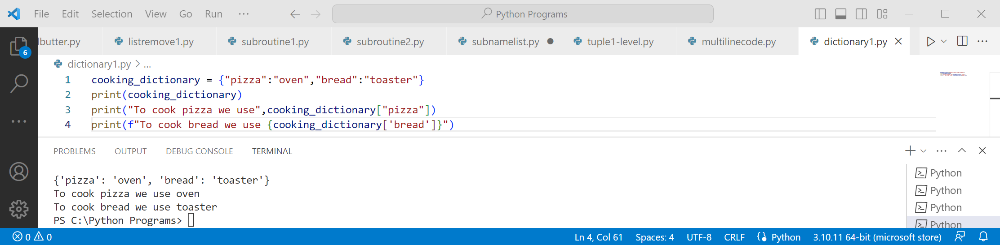 File Edit Selection View Go Run ··· Python Programs
dbutter.py listremove1.py subroutine1.py subroutine2.py subnamelist.py tuple1-level.py multilinecode.py dictionary1.py
6
dictionary1.py > ...
1 cooking_dictionary = {"pizza":"oven","bread":"toaster"}
2 print(cooking_dictionary)
3 print("To cook pizza we use",cooking_dictionary["pizza"])
4 print(f"To cook bread we use {cooking_dictionary['bread']}")
PROBLEMS OUTPUT DEBUG CONSOLE TERMINAL
{'pizza': 'oven', 'bread': 'toaster'}
To cook pizza we use oven
To cook bread we use toaster
PS C:\Python Programs>
Python
Python
Python
Python
0 0 Ln 4, Col 61 Spaces: 4 UTF-8 CRLF Python 3.10.11 64-bit (microsoft store)